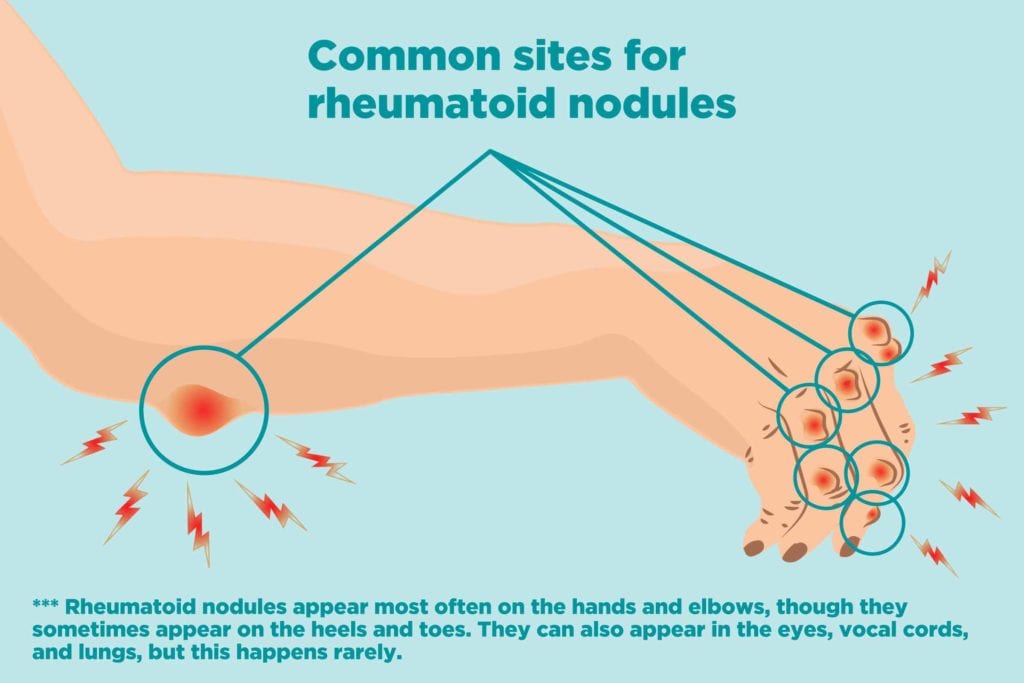 Common sites for
rheumatoid nodules
*** Rheumatoid nodules appear most often on the hands and elbows, though they
sometimes appear on the heels and toes. They can also appear in the eyes, vocal cords,
and lungs, but this happens rarely.